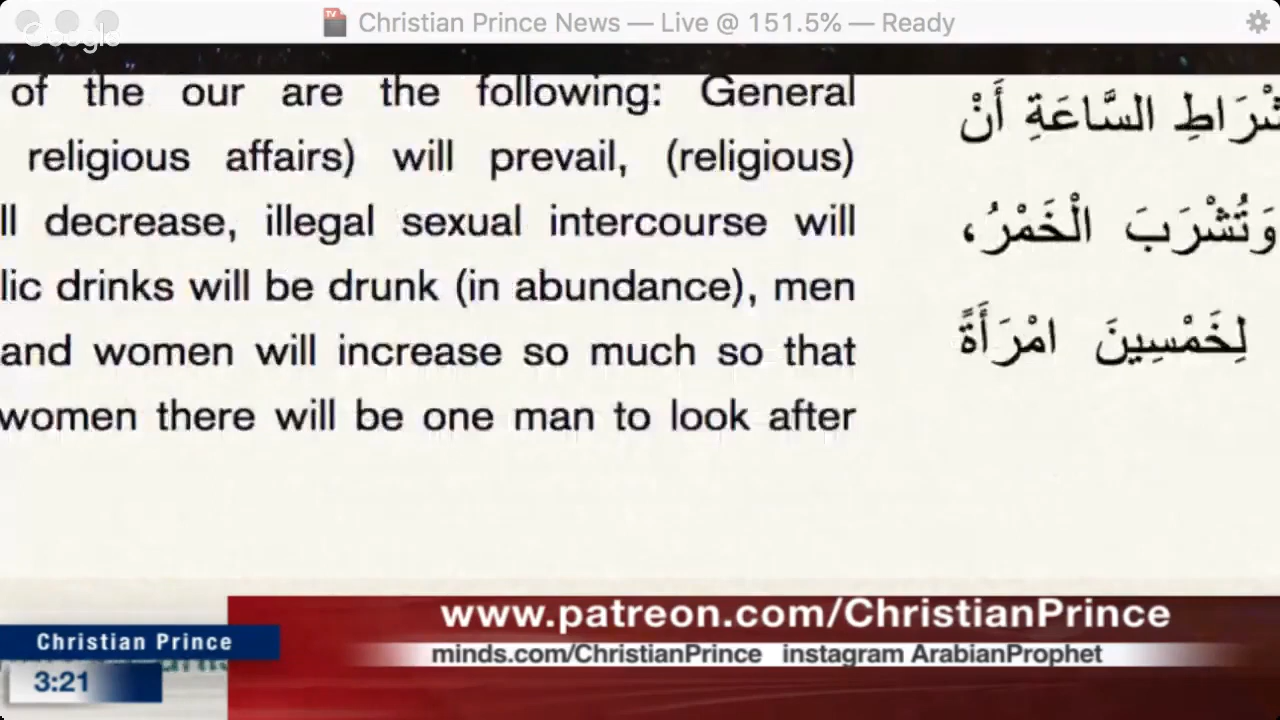 Christian Prince News — Live @ 151.5% — Ready
Google
of the our are the following: General
religious affairs) will prevail, (religious)
ll decrease, illegal sexual intercourse will
lic drinks will be drunk (in abundance), men
and women will increase so much so that
women there will be one man to look after
شْرَاطِ السَّاعَةِ أَنْ
وَتُشْرَبَ الْخَمْرُ،
لِخَمْسِينَ امْرَأَةً
www.patreon.com/ChristianPrince
minds.com/ChristianPrince instagram ArabianProphet
Christian Prince
3:21